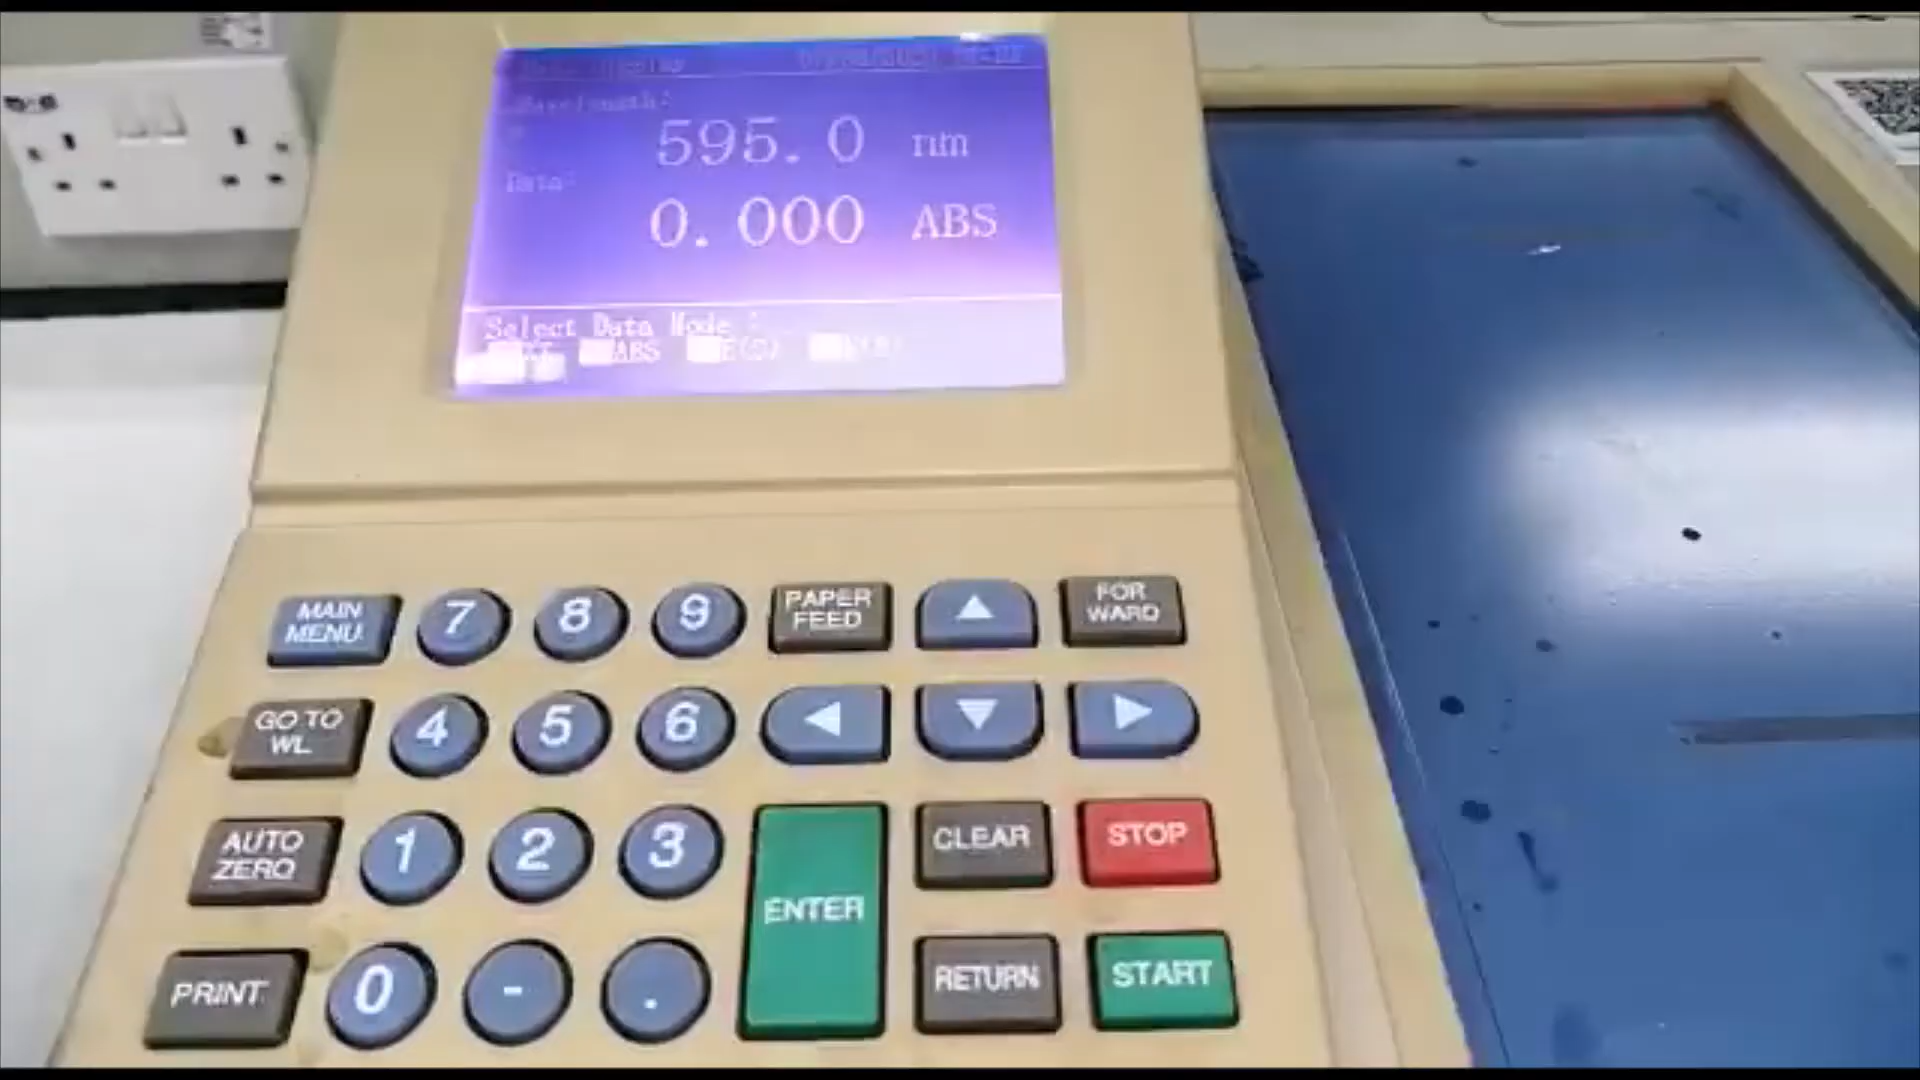 Data Display
Wavelength:
595.0 nm
Data:
0.000 ABS
Select Data Mode :
ABS
MAIN MENU
7
8
9
PAPER FEED
FOR WARD
GO TO WL
4
5
6
AUTO ZERO
1
2
3
ENTER
CLEAR
STOP
PRINT
0
-
.
RETURN
START